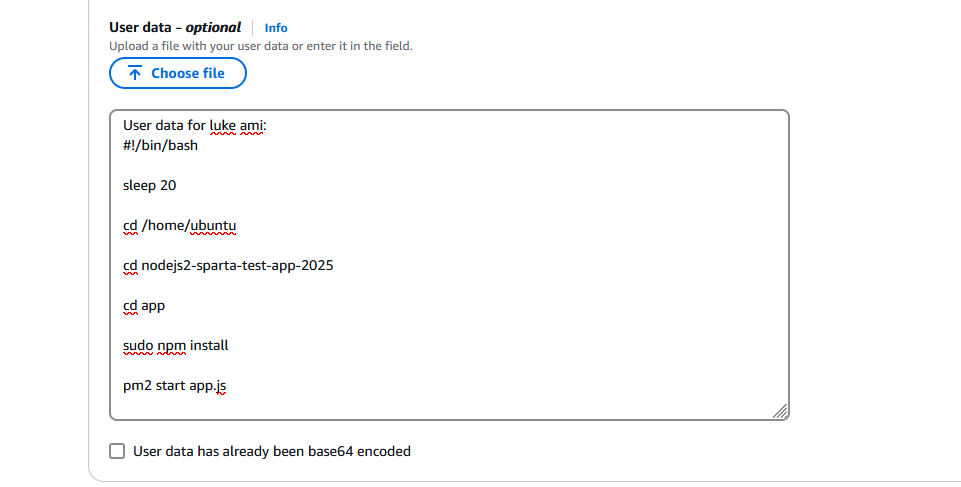 User data - optional Info
Upload a file with your user data or enter it in the field.
Choose file
User data for luke ami:
#!/bin/bash
sleep 20
cd /home/ubuntu
cd nodejs2-sparta-test-app-2025
cd app
sudo npm install
pm2 start app.js
User data has already been base64 encoded